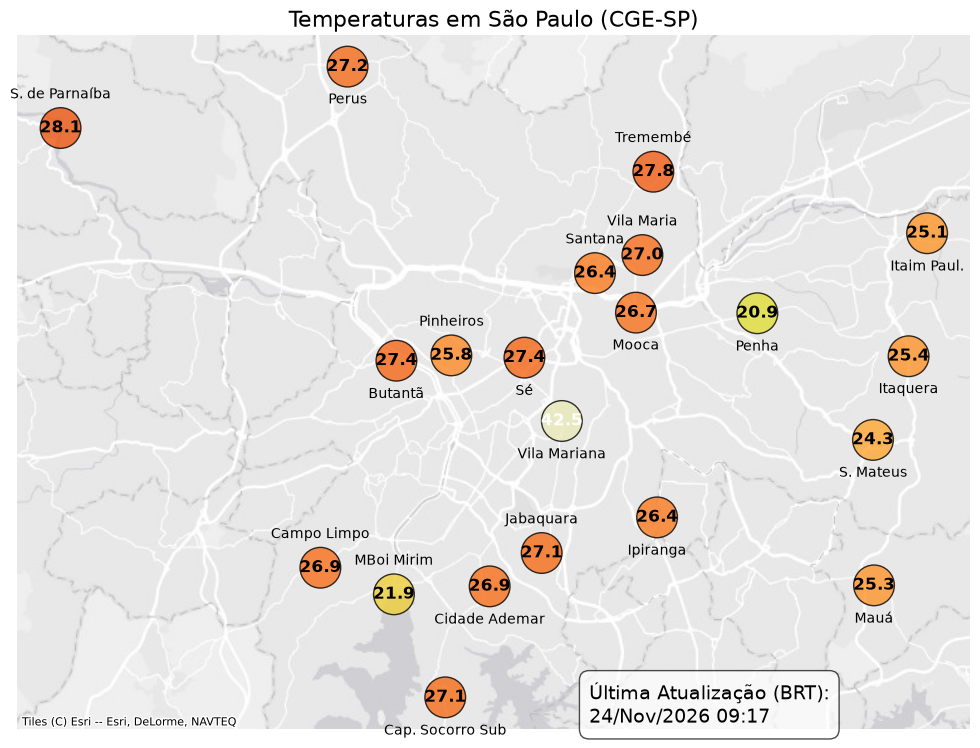 Temperaturas em São Paulo (CGE-SP)
27.2
Perus
S. de Parnaíba
28.1
Tremembé
27.8
Vila Maria
27.0
Santana
26.4
25.1
Itaim Paul.
26.7
Mooca
20.9
Penha
Pinheiros
25.8
27.4
Butantã
27.4
Sé
25.4
Itaquera
42.5
Vila Mariana
24.3
S. Mateus
26.4
Ipiranga
Jabaquara
27.1
Campo Limpo
26.9
MBoi Mirim
21.9
26.9
Cidade Ademar
25.3
Mauá
27.1
Cap. Socorro Sub
Última Atualização (BRT):
24/Nov/2026 09:17
Tiles (C) Esri -- Esri, DeLorme, NAVTEQ